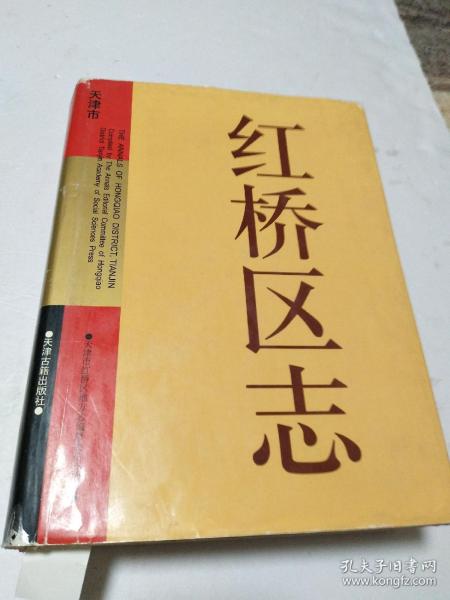 天津市
红桥区志
THE ANNALS OF HONGQIAO DISTRICT, TIANJIN
Compiled by The Annals Editorial Committee of Hongqiao
District Tianjin Academy of Social Sciences Press
●天津古籍出版社●
孔夫子旧书网
www.kongfz.com